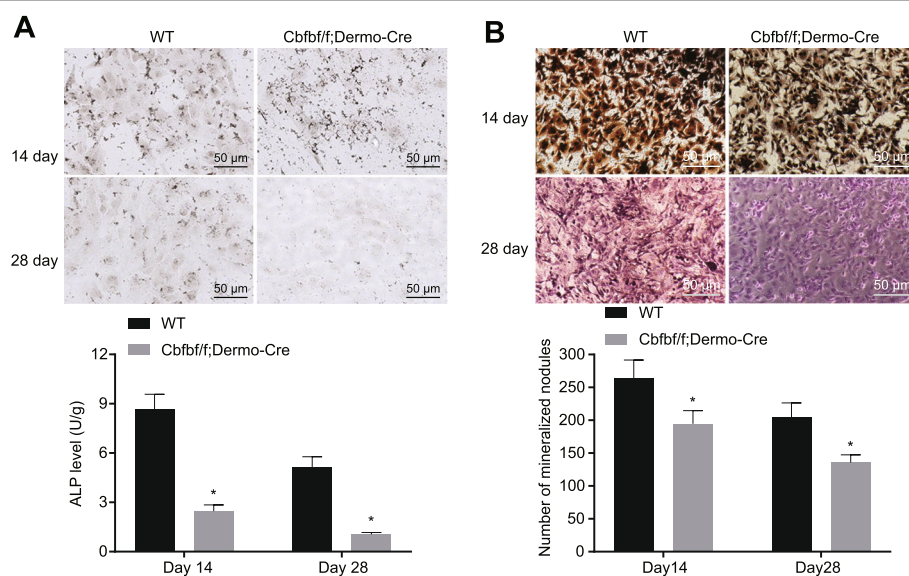 A
WT
Cbfbf/f;Dermo-Cre
14 day
50 µm
50 µm
28 day
50 µm
50 µm
WT
Cbfbf/f;Dermo-Cre
ALP level (U/g)
12
9
6
3
0
*
*
Day 14
Day 28
B
WT
Cbfbf/f;Dermo-Cre
14 day
50 µm
50 µm
28 day
50 µm
50 µm
WT
Cbfbf/f;Dermo-Cre
Number of mineralized nodules
300
250
200
150
100
50
0
*
*
Day14
Day28